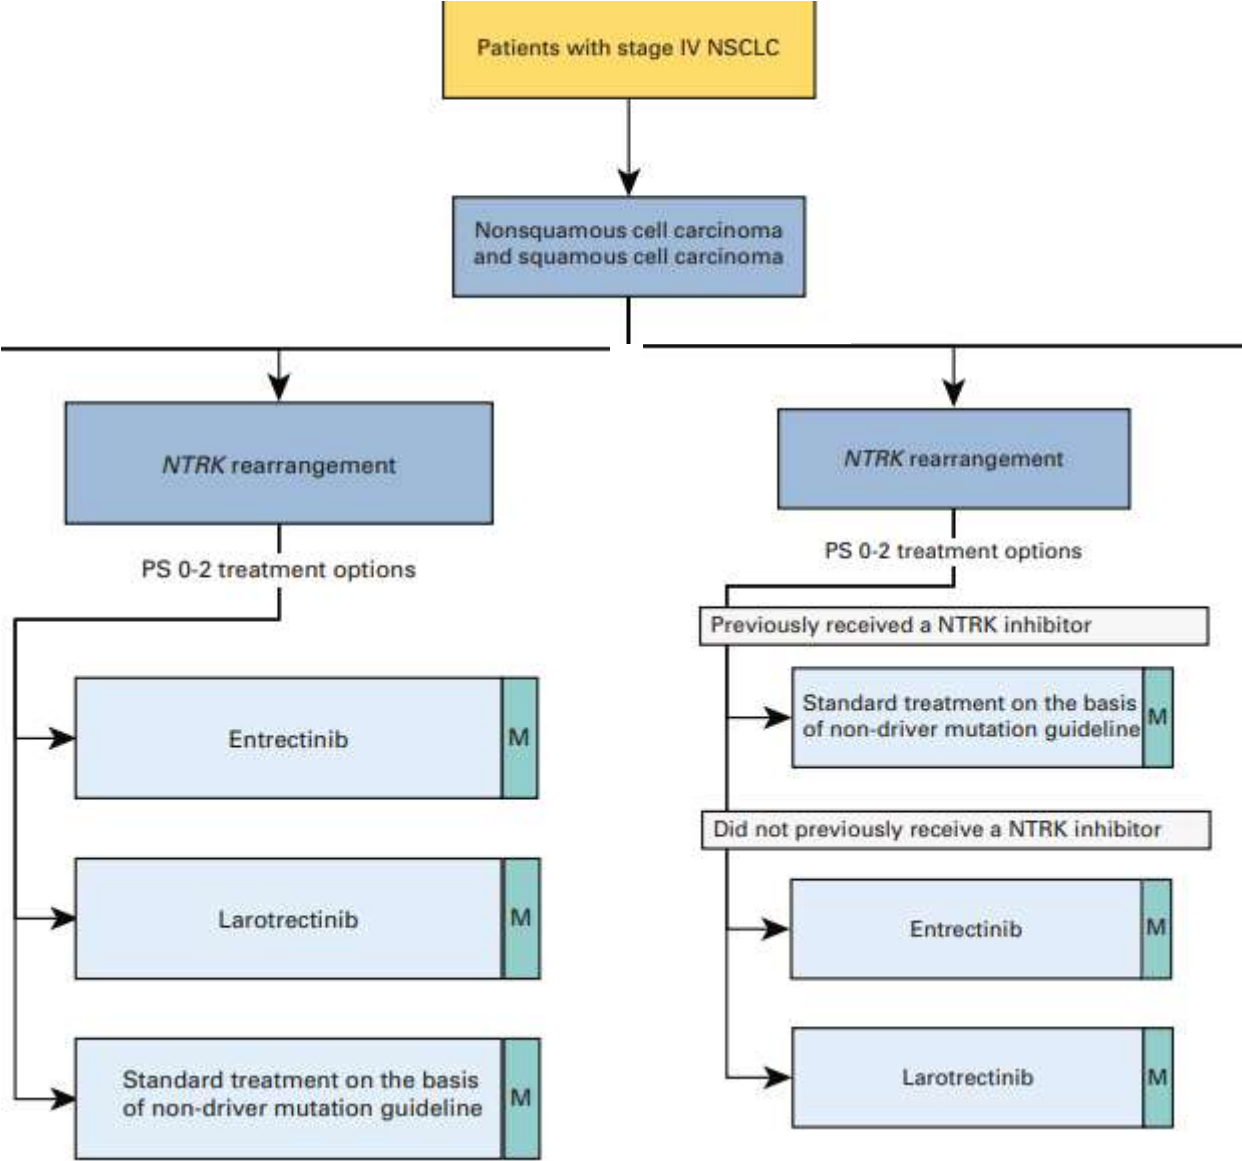 Patients with stage IV NSCLC
Nonsquamous cell carcinoma
and squamous cell carcinoma
NTRK rearrangement
PS 0-2 treatment options
Entrectinib
M
Larotrectinib
M
Standard treatment on the basis
of non-driver mutation guideline
M
NTRK rearrangement
PS 0-2 treatment options
Previously received a NTRK inhibitor
Standard treatment on the basis
of non-driver mutation guideline
M
Did not previously receive a NTRK inhibitor
Entrectinib
M
Larotrectinib
M